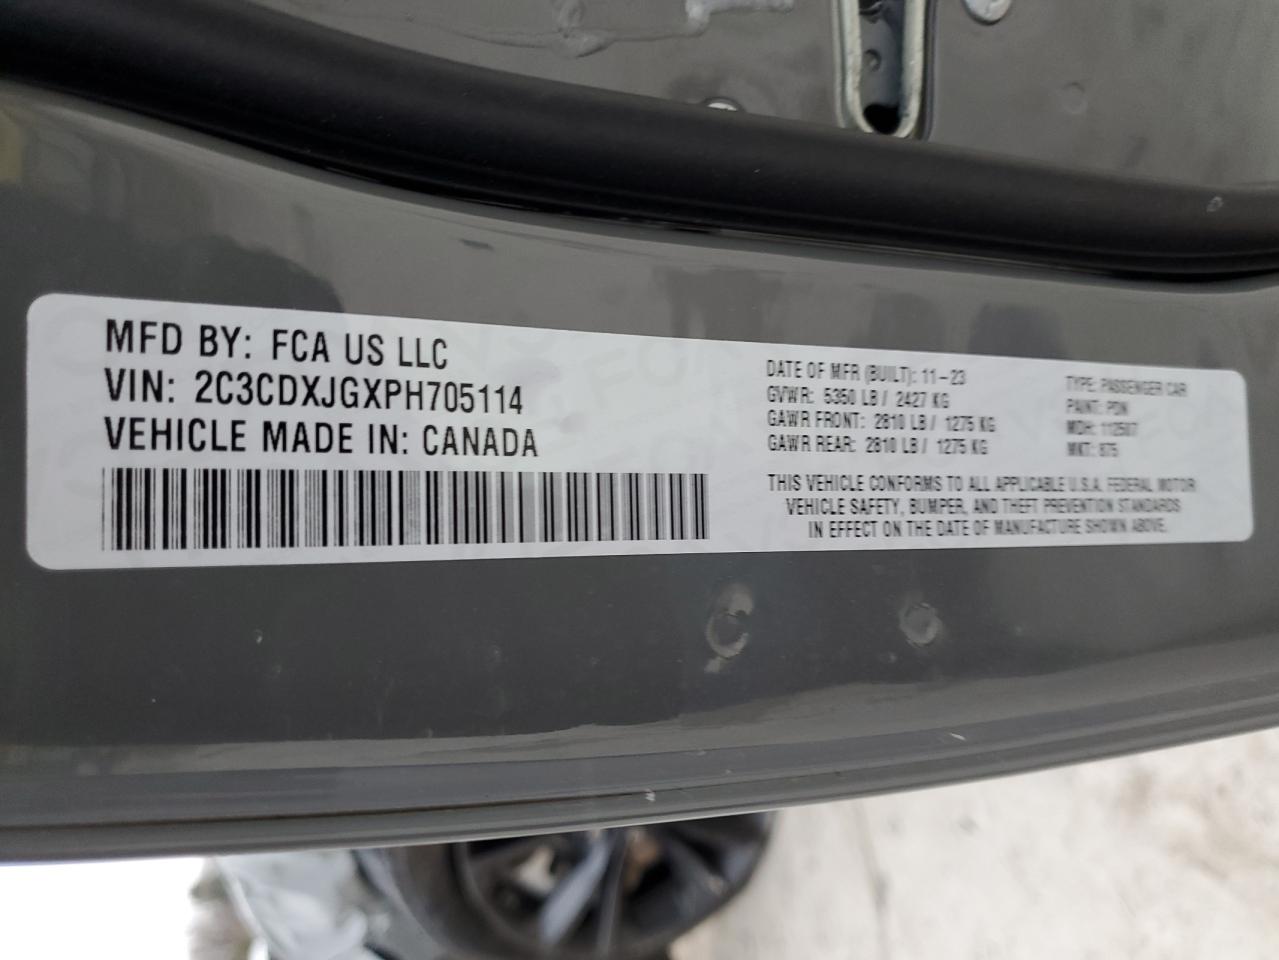 MFD BY: FCA US LLC
VIN: 2C3CDXJGXPH705114
VEHICLE MADE IN: CANADA
DATE OF MFR (BUILT): 11-23
GVWR: 5350 LB / 2427 KG
GAWR FRONT: 2810 LB / 1275 KG
GAWR REAR: 2810 LB / 1275 KG
TYPE: PASSENGER CAR
PAINT: PDN
MDH: 112507
MKT: 875
THIS VEHICLE CONFORMS TO ALL APPLICABLE U.S.A. FEDERAL MOTOR
VEHICLE SAFETY, BUMPER, AND THEFT PREVENTION STANDARDS
IN EFFECT ON THE DATE OF MANUFACTURE SHOWN ABOVE.